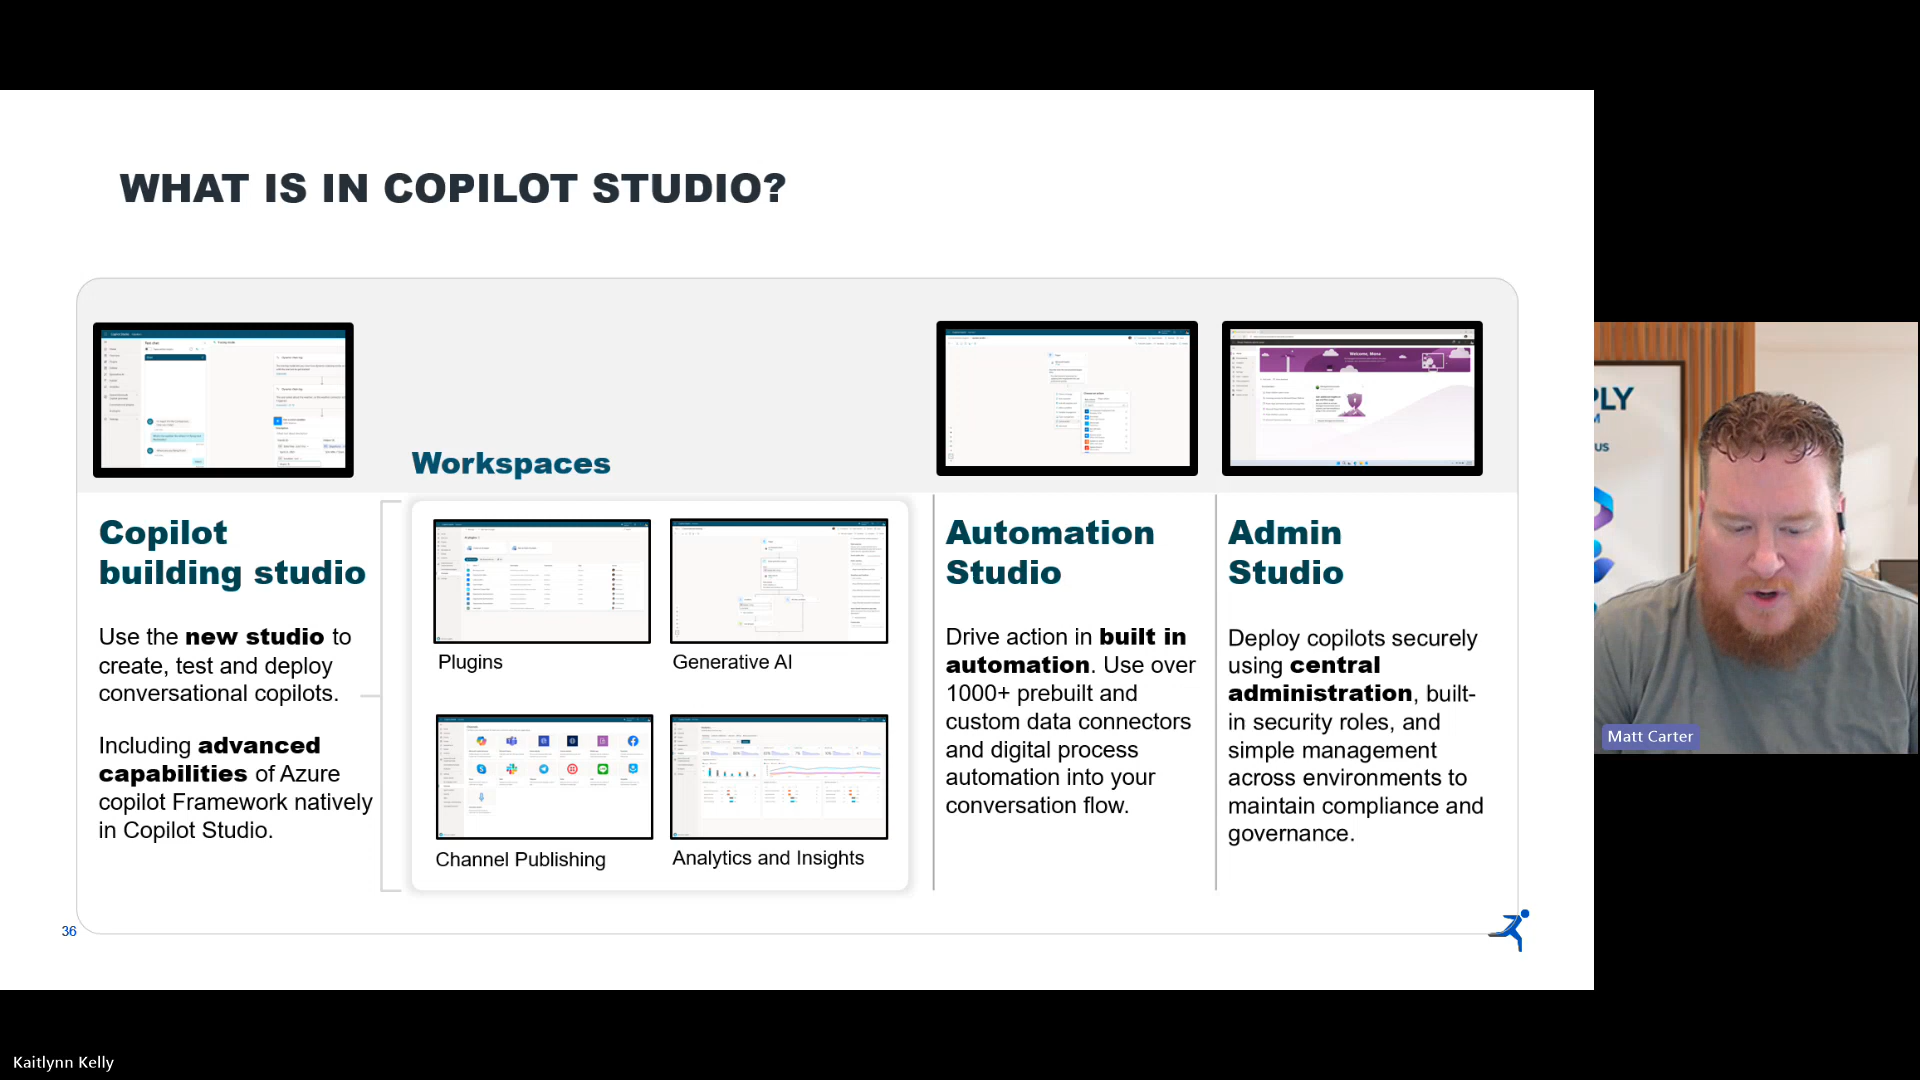 WHAT IS IN COPILOT STUDIO?
Workspaces
Copilot
building studio
Use the new studio to
create, test and deploy
conversational copilots.
Including advanced
capabilities of Azure
copilot Framework natively
in Copilot Studio.
Plugins
Generative AI
Channel Publishing
Analytics and Insights
Automation
Studio
Drive action in built in
automation. Use over
1000+ prebuilt and
custom data connectors
and digital process
automation into your
conversation flow.
Welcome, Mona
Admin
Studio
Deploy copilots securely
using central
administration, built-
in security roles, and
simple management
across environments to
maintain compliance and
governance.
36
PLY
US
Matt Carter
Kaitlynn Kelly